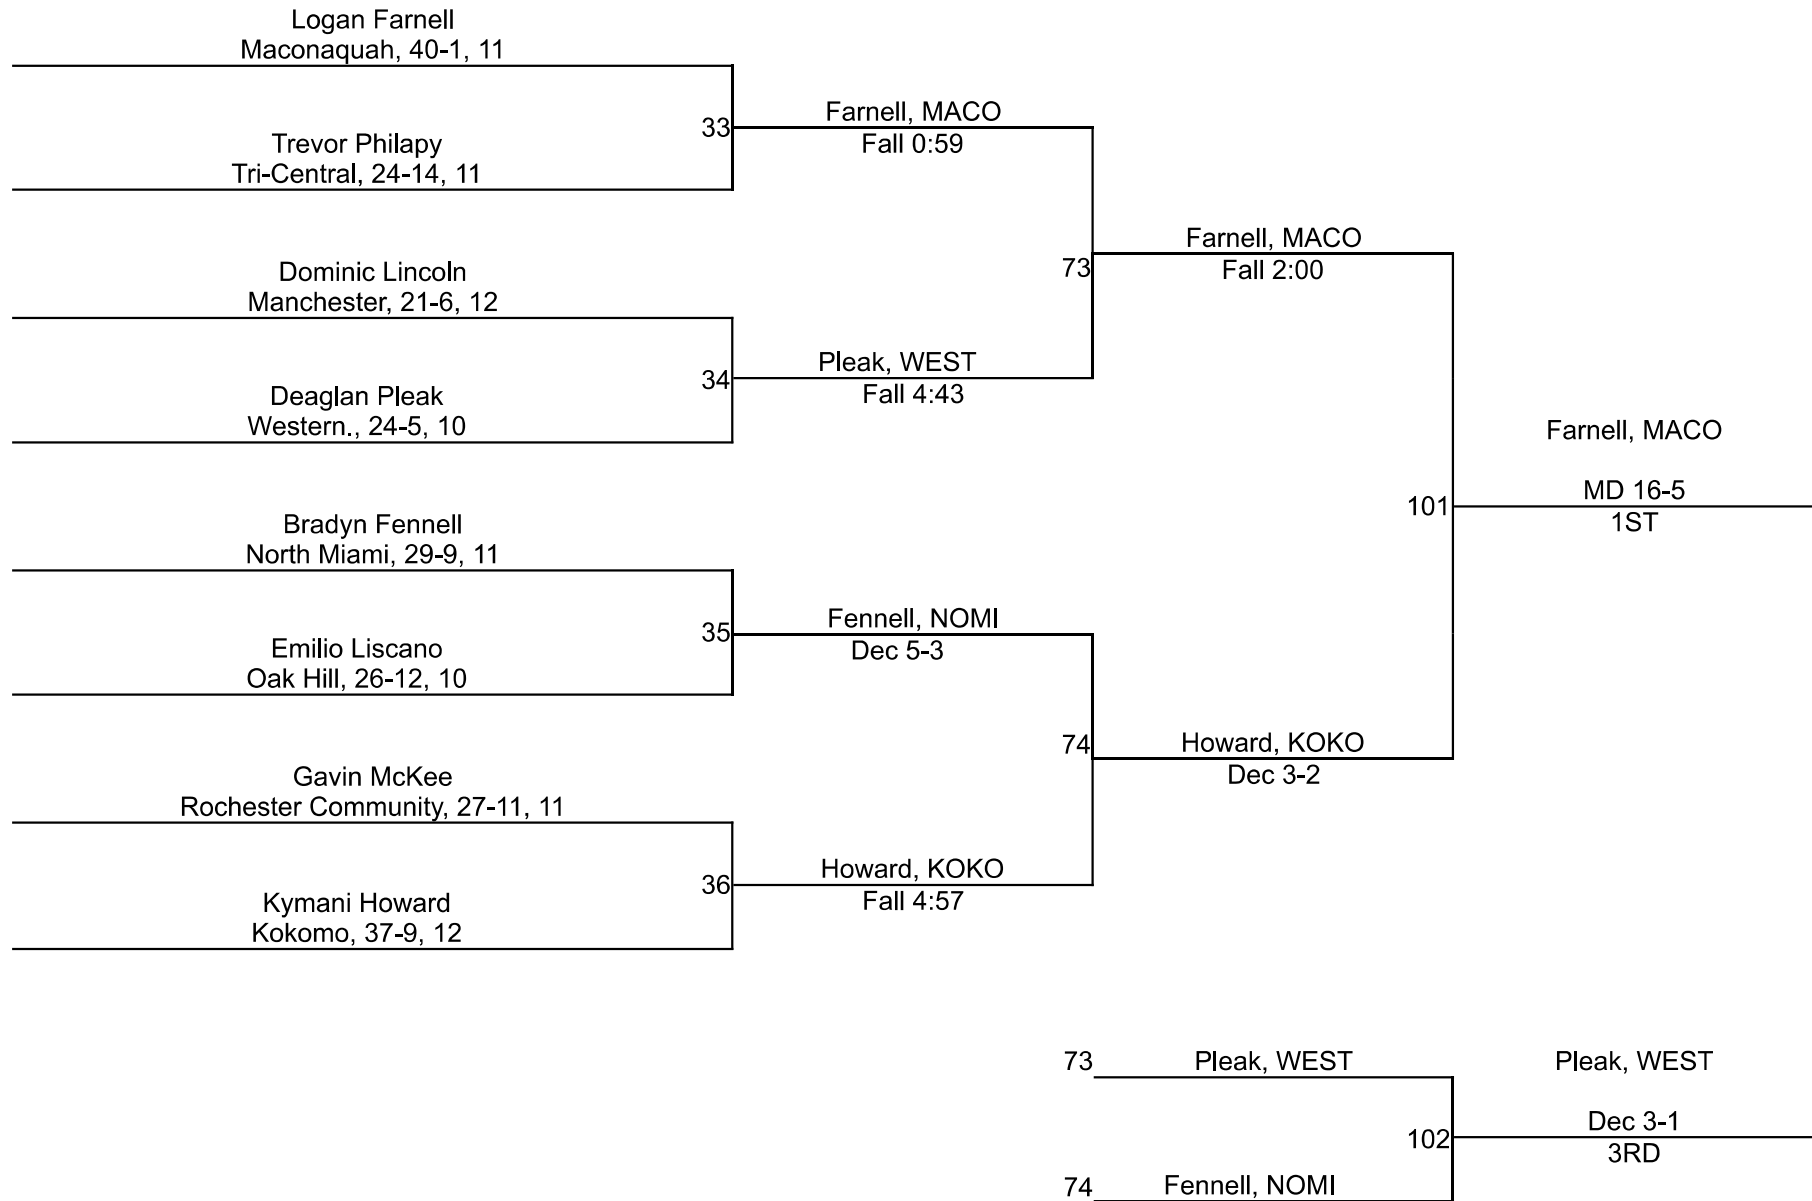 Logan Farnell
Maconaquah, 40-1, 11
33
Farnell, MACO
Fall 0:59
Trevor Philapy
Tri-Central, 24-14, 11
73
Farnell, MACO
Fall 2:00
Dominic Lincoln
Manchester, 21-6, 12
34
Pleak, WEST
Fall 4:43
Deaglan Pleak
Western., 24-5, 10
101
Farnell, MACO
MD 16-5
1ST
Bradyn Fennell
North Miami, 29-9, 11
35
Fennell, NOMI
Dec 5-3
Emilio Liscano
Oak Hill, 26-12, 10
74
Howard, KOKO
Dec 3-2
Gavin McKee
Rochester Community, 27-11, 11
36
Howard, KOKO
Fall 4:57
Kymani Howard
Kokomo, 37-9, 12
73
Pleak, WEST
Pleak, WEST
102
Dec 3-1
3RD
74
Fennell, NOMI